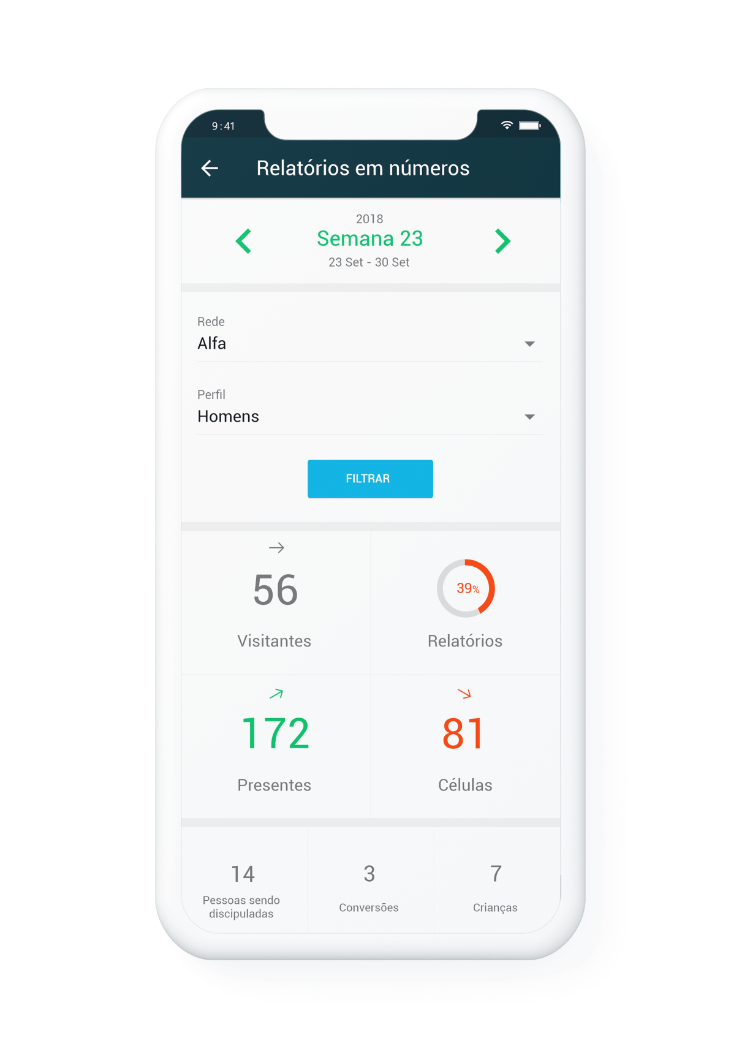 9:41
Relatórios em números
2018
Semana 23
23 Set - 30 Set
Rede
Alfa
Perfil
Homens
FILTRAR
56
Visitantes
39%
Relatórios
172
Presentes
81
Células
14
Pessoas sendo
discipuladas
3
Conversões
7
Crianças